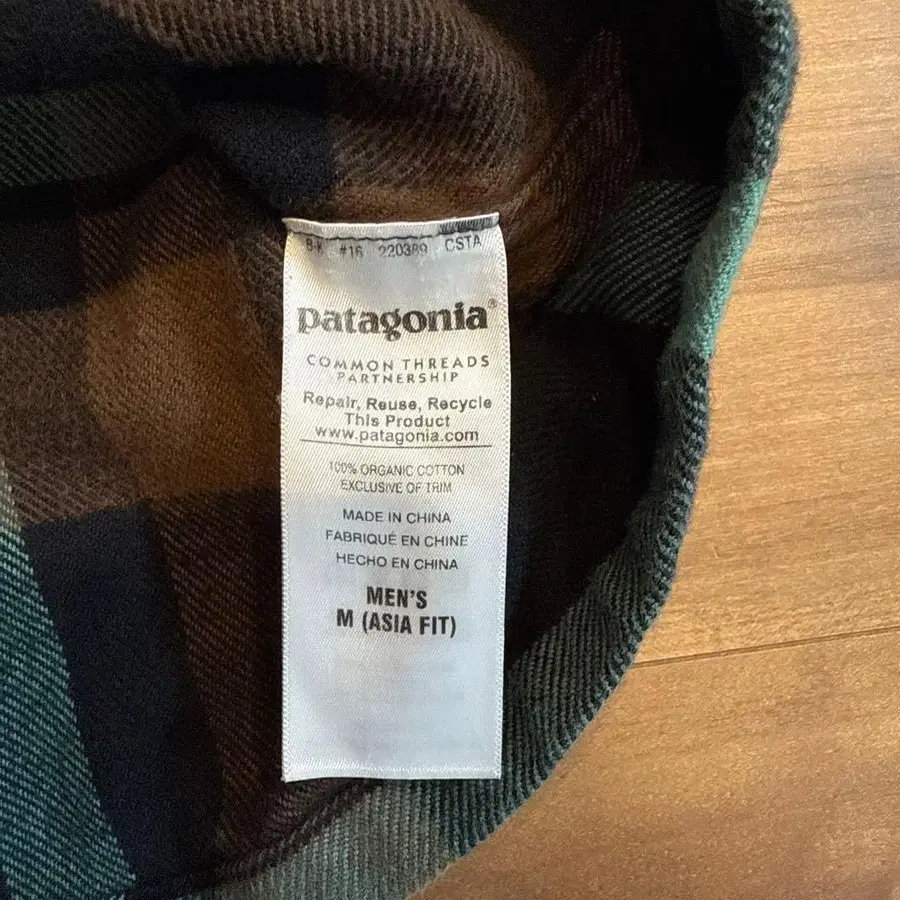 B-K #16 220389 CSTA
patagonia®
COMMON THREADS
PARTNERSHIP
Repair, Reuse, Recycle
This Product
www.patagonia.com
100% ORGANIC COTTON
EXCLUSIVE OF TRIM
MADE IN CHINA
FABRIQUÉ EN CHINE
HECHO EN CHINA
MEN'S
M (ASIA FIT)